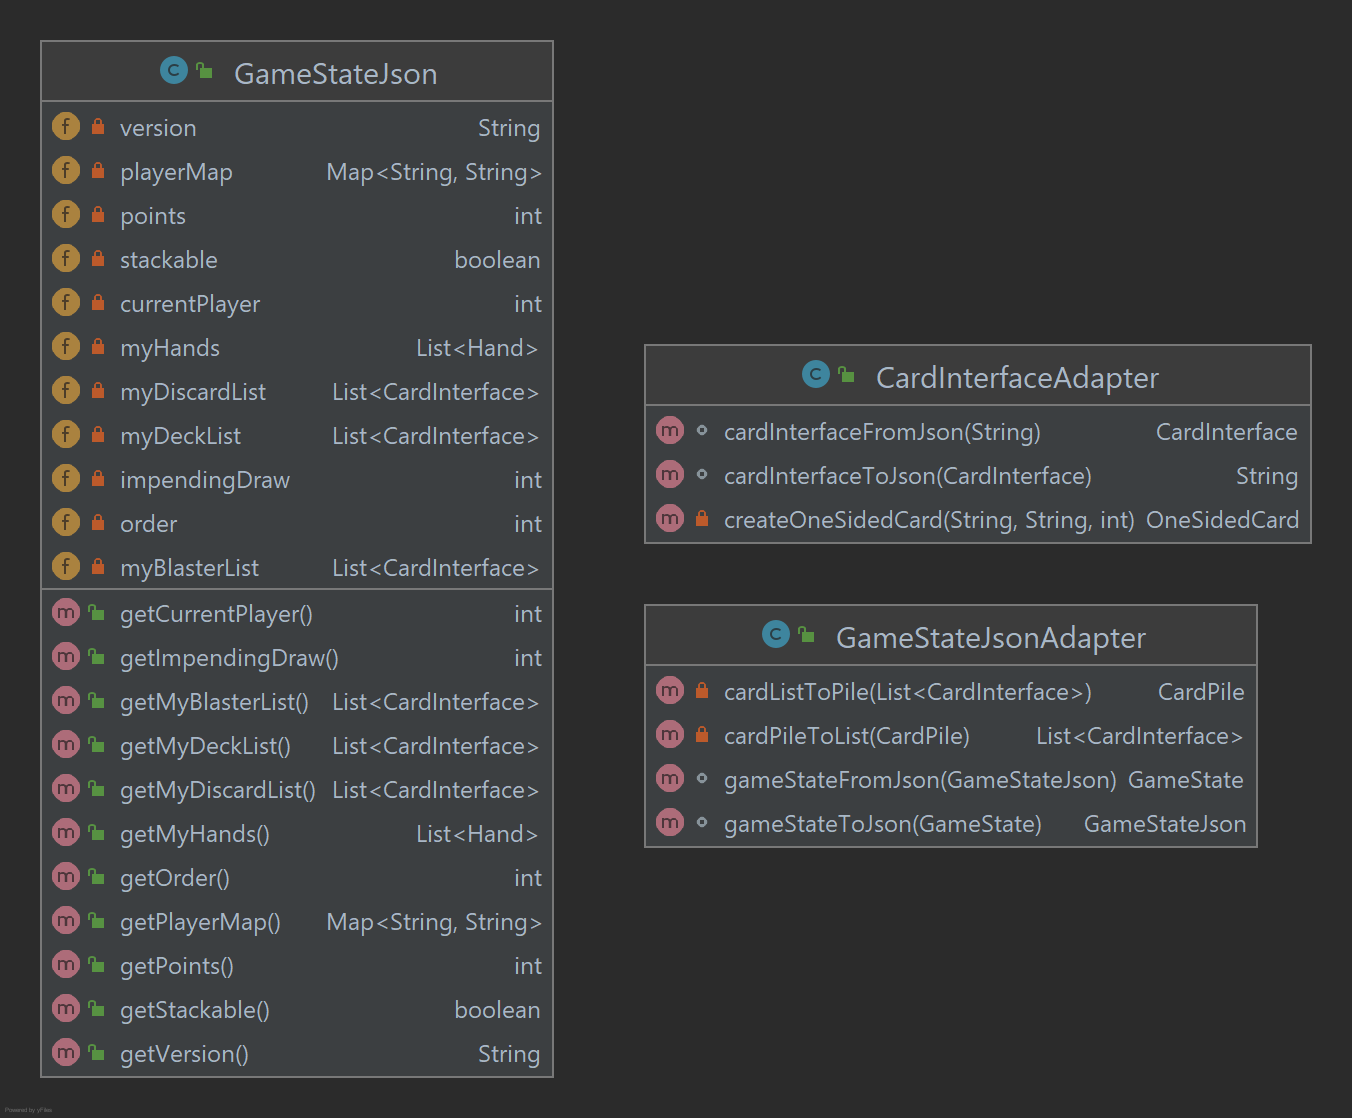 GameStateJson
version String
playerMap Map<String, String>
points int
stackable boolean
currentPlayer int
myHands List<Hand>
myDiscardList List<CardInterface>
myDeckList List<CardInterface>
impendingDraw int
order int
myBlasterList List<CardInterface>
getCurrentPlayer() int
getImpendingDraw() int
getMyBlasterList() List<CardInterface>
getMyDeckList() List<CardInterface>
getMyDiscardList() List<CardInterface>
getMyHands() List<Hand>
getOrder() int
getPlayerMap() Map<String, String>
getPoints() int
getStackable() boolean
getVersion() String
CardInterfaceAdapter
cardInterfaceFromJson(String) CardInterface
cardInterfaceToJson(CardInterface) String
createOneSidedCard(String, String, int) OneSidedCard
GameStateJsonAdapter
cardListToPile(List<CardInterface>) CardPile
cardPileToList(CardPile) List<CardInterface>
gameStateFromJson(GameStateJson) GameState
gameStateToJson(GameState) GameStateJson
Powered by yFiles